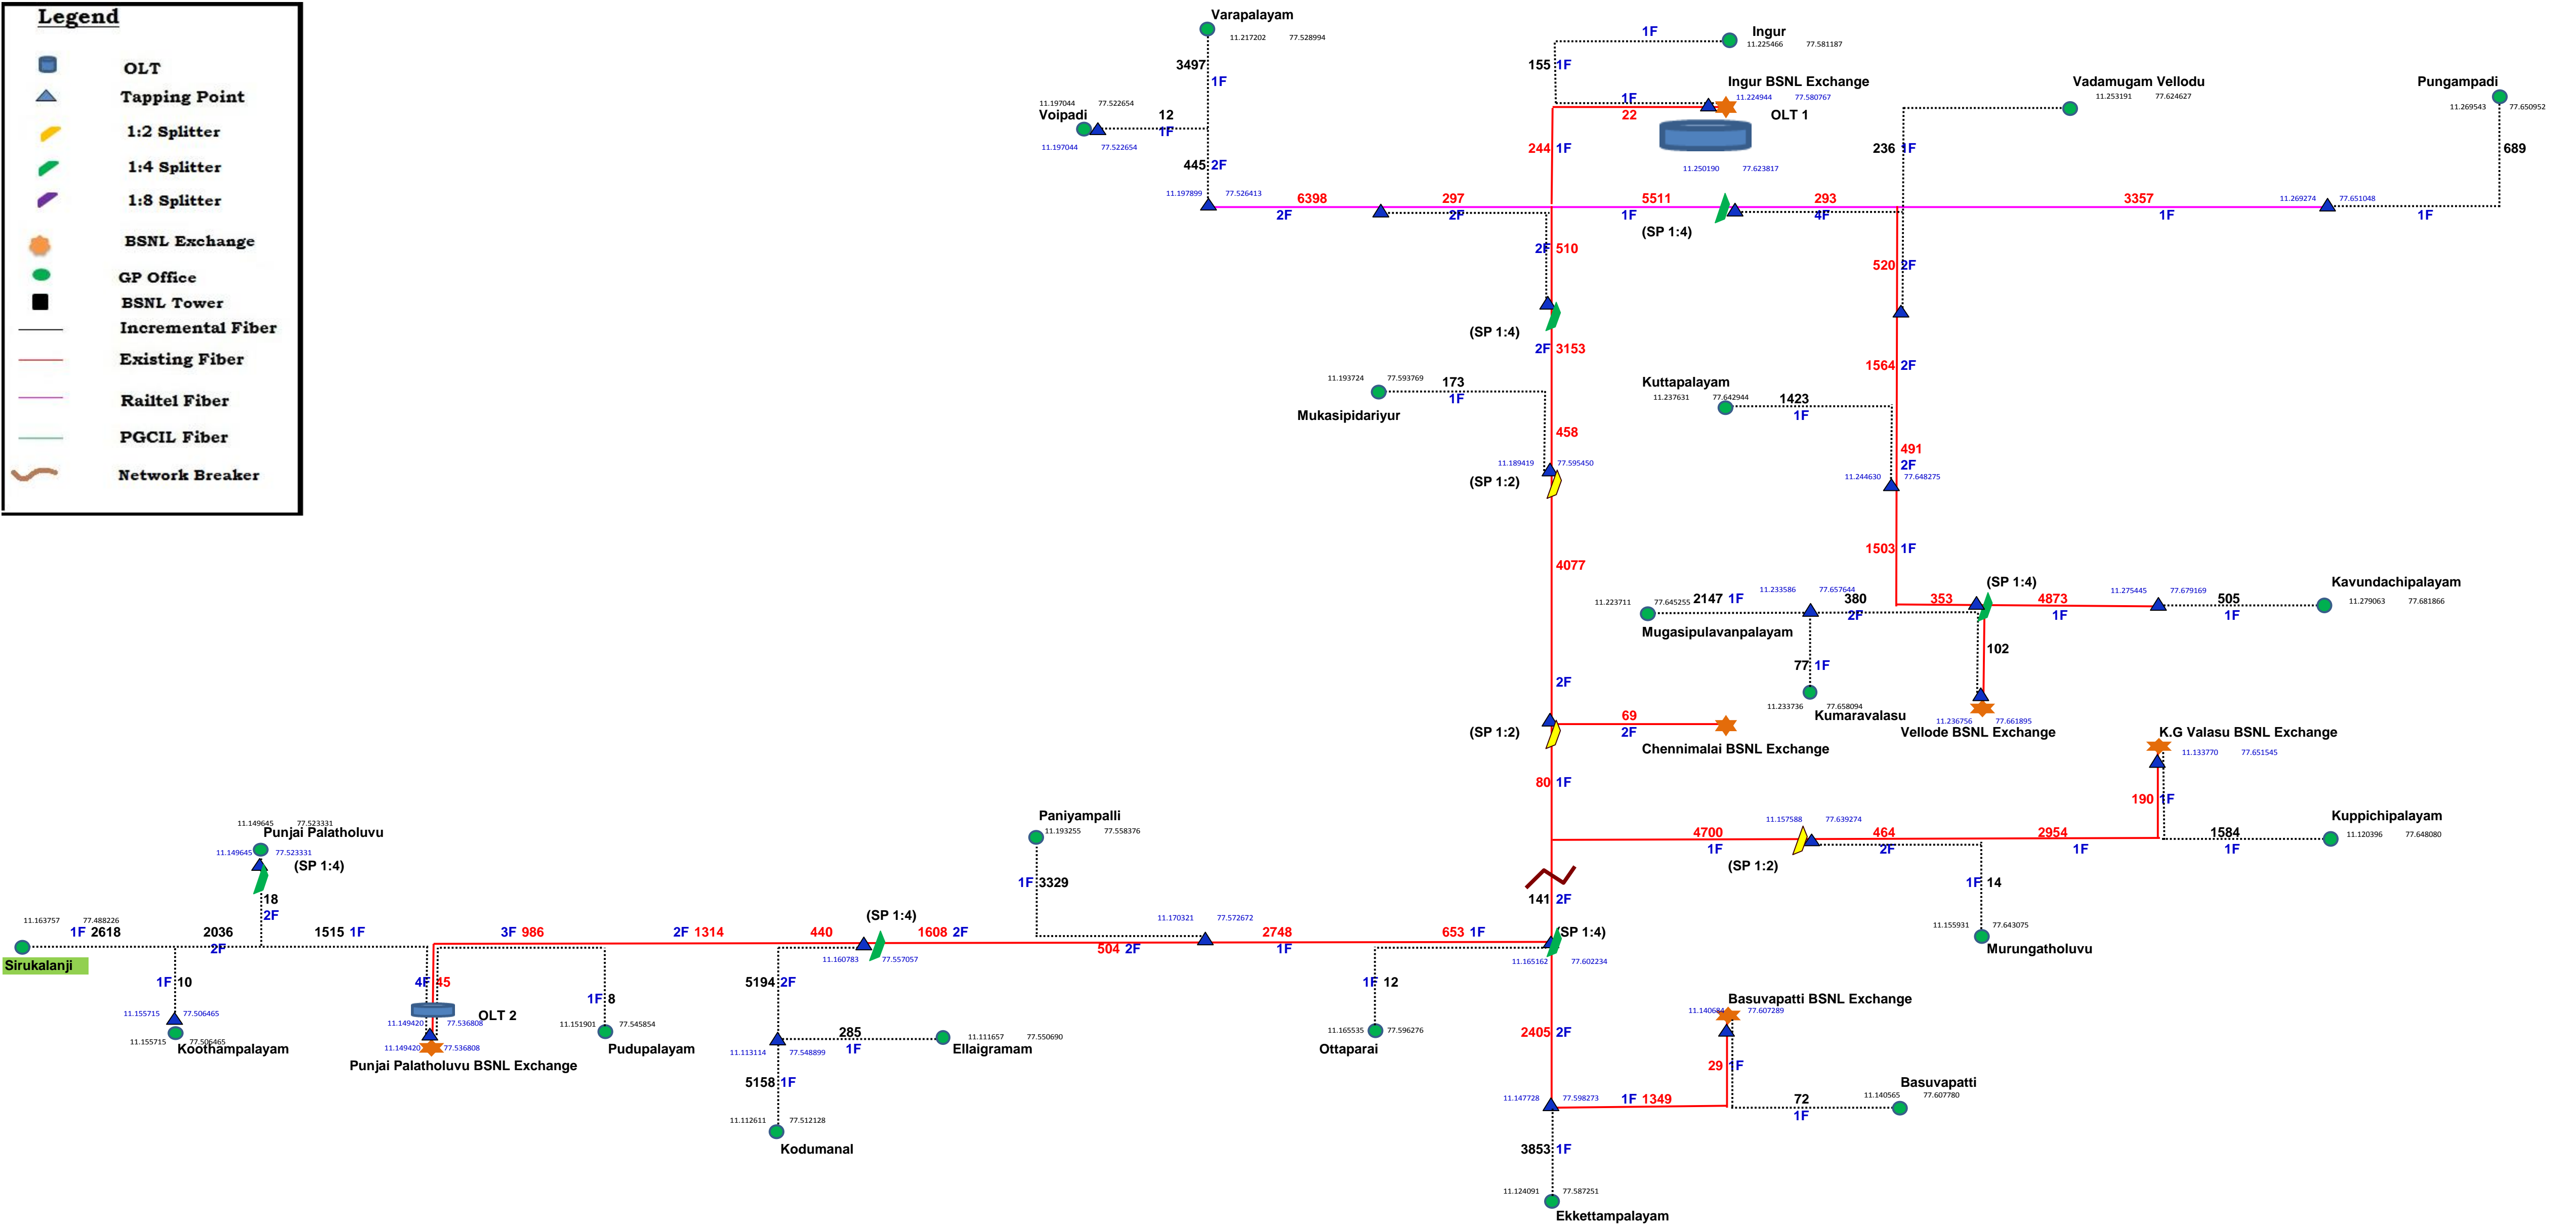 Legend
OLT
Tapping Point
1:2 Splitter
1:4 Splitter
1:8 Splitter
BSNL Exchange
GP Office
BSNL Tower
Incremental Fiber
Existing Fiber
Railtel Fiber
PGCIL Fiber
Network Breaker
Varapalayam
11.217202 77.528994
3497
1F
11.197044 77.522654
Voipadi
12
1F
11.197044 77.522654
445 2F
11.197899 77.526413
6398
2F
297
2F
1F
Ingur
11.225466 77.581187
155 1F
Ingur BSNL Exchange
1F
11.224944 77.580767
22
OLT 1
244 1F
11.250190 77.623817
5511
1F
(SP 1:4)
293
4F
Vadamugam Vellodu
11.253191 77.624627
236 1F
Pungampadi
11.269543 77.650952
689
3357
1F
11.269274 77.651048
1F
2F 510
(SP 1:4)
2F 3153
520 2F
1564 2F
11.193724 77.593769
173
1F
Mukasipidariyur
458
11.189419 77.595450
(SP 1:2)
Kuttapalayam
11.237631 77.642944
1423
1F
491
2F
11.244630 77.648275
4077
1503 1F
(SP 1:4)
11.223711 77.645255
2147 1F
11.233586 77.657644
380
2F
353
4873
1F
11.275445 77.679169
505
1F
Kavundachipalayam
11.279063 77.681866
Mugasipulavanpalayam
77 1F
102
11.233736 77.658094
Kumaravalasu
11.236756 77.661895
Vellode BSNL Exchange
2F
(SP 1:2)
69
2F
Chennimalai BSNL Exchange
80 1F
K.G Valasu BSNL Exchange
11.133770 77.651545
190 1F
4700
1F
11.157588 77.639274
(SP 1:2)
464
2F
2954
1F
1584
1F
Kuppichipalayam
11.120396 77.648080
1F 14
11.155931 77.643075
Murungatholuvu
141 2F
11.149645 77.523331
Punjai Palatholuvu
11.149645 77.523331
(SP 1:4)
18
2F
11.163757 77.488226
1F 2618
2036
2F
1515 1F
Sirukalanji
1F 10
11.155715 77.506465
11.155715 77.506465
Koothampalayam
3F 986
2F 1314
440
(SP 1:4)
1608 2F
11.160783 77.557057
4F 45
OLT 2
11.149420 77.536808
11.149420 77.536808
Punjai Palatholuvu BSNL Exchange
1F 8
11.151901 77.545854
Pudupalayam
5194 2F
285
1F
11.111657 77.550690
Ellaigramam
11.113114 77.548899
5158 1F
11.112611 77.512128
Kodumanal
Paniyampalli
11.193255 77.558376
1F 3329
504 2F
11.170321 77.572672
2748
1F
653 1F
(SP 1:4)
11.165162 77.602234
1F 12
11.165535 77.596276
Ottaparai
2405 2F
Basuvapatti BSNL Exchange
11.140684 77.607289
29 1F
11.147728 77.598273
1F 1349
72
1F
Basuvapatti
11.140565 77.607780
3853 1F
11.124091 77.587251
Ekkettampalayam